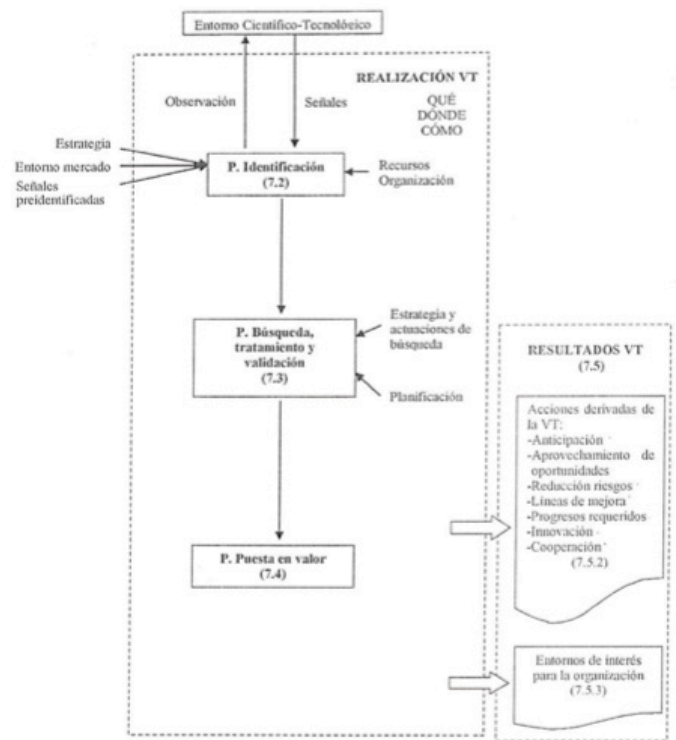 Entorno Científico-Tecnológico
REALIZACIÓN VT
Observación
Señales
QUÉ
DÓNDE
CÓMO
Estrategia
Entorno mercado
Señales
preidentificadas
P. Identificación
(7.2)
Recursos
Organización
P. Búsqueda,
tratamiento y
validación
(7.3)
Estrategia y
actuaciones de
búsqueda
Planificación
P. Puesta en valor
(7.4)
RESULTADOS VT
(7.5)
Acciones derivadas de
la VT:
-Anticipación
-Aprovechamiento de
oportunidades
-Reducción riesgos
-Líneas de mejora
-Progresos requeridos
-Innovación
-Cooperación
(7.5.2)
Entornos de interés
para la organización
(7.5.3)